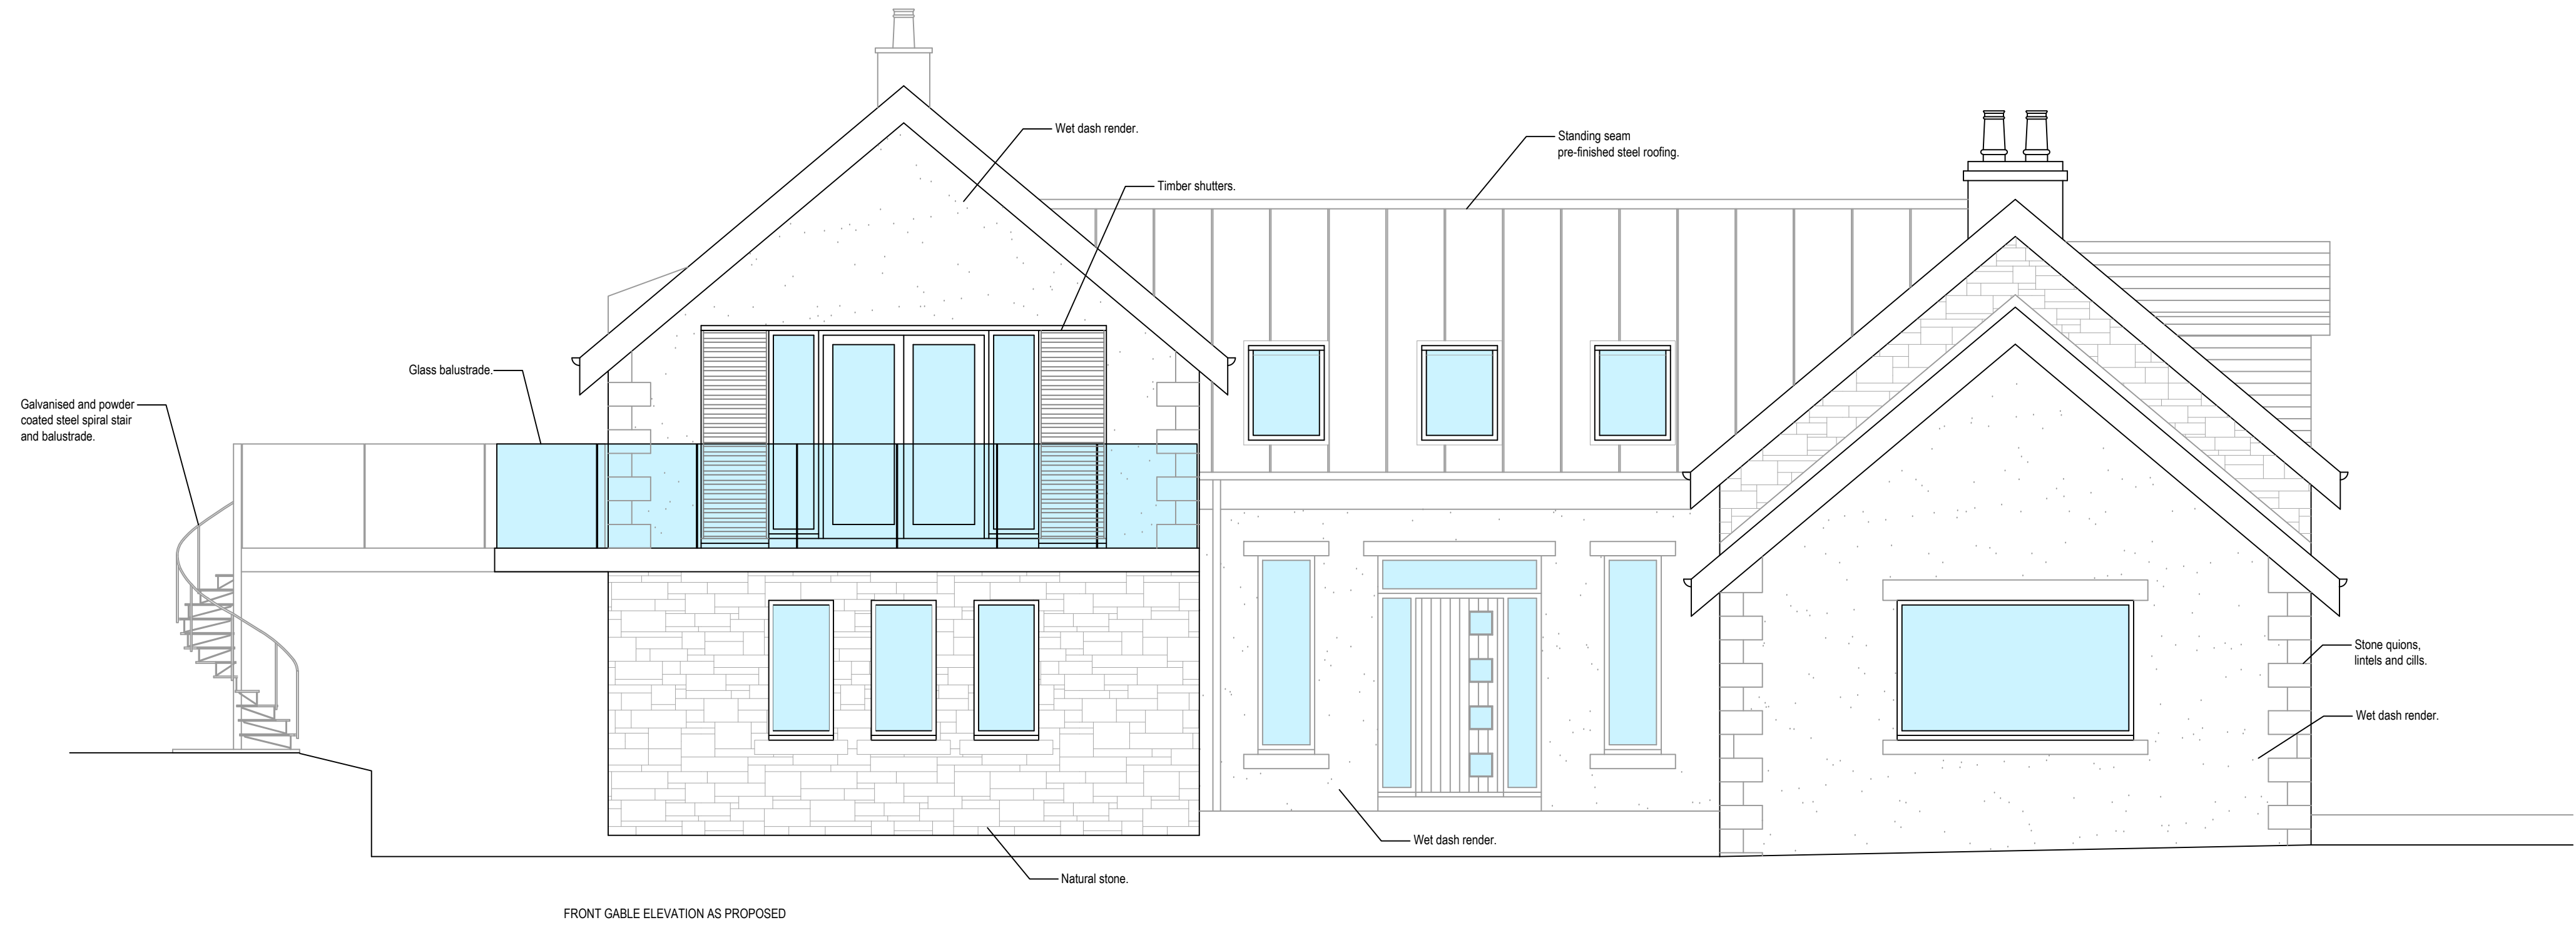 Wet dash render.
Standing seam
pre-finished steel roofing.
Timber shutters.
Glass balustrade.
Galvanised and powder
coated steel spiral stair
and balustrade.
Stone quions,
lintels and cills.
Wet dash render.
Wet dash render.
Natural stone.
FRONT GABLE ELEVATION AS PROPOSED